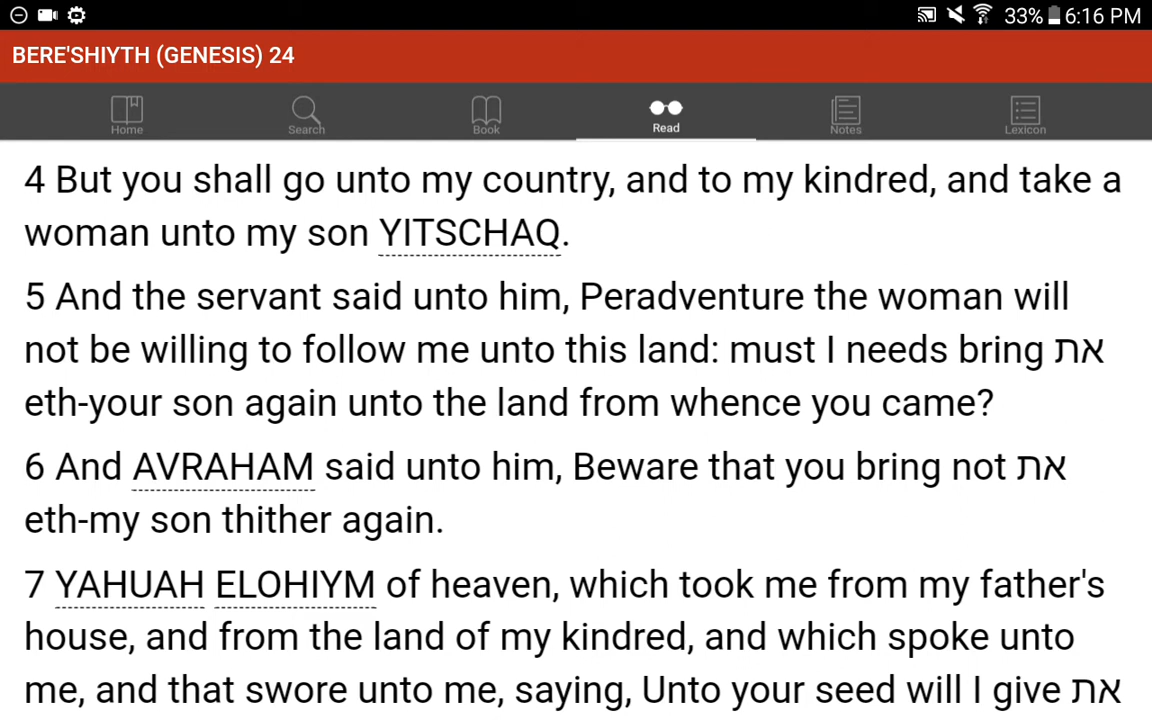 33% 6:16 PM
BERE'SHIYTH (GENESIS) 24
Home Search Book Read Notes Lexicon
4 But you shall go unto my country, and to my kindred, and take a
woman unto my son YITSCHAQ.
5 And the servant said unto him, Peradventure the woman will
not be willing to follow me unto this land: must I needs bring את
eth-your son again unto the land from whence you came?
6 And AVRAHAM said unto him, Beware that you bring not את
eth-my son thither again.
7 YAHUAH ELOHIYM of heaven, which took me from my father's
house, and from the land of my kindred, and which spoke unto
me, and that swore unto me, saying, Unto your seed will I give את